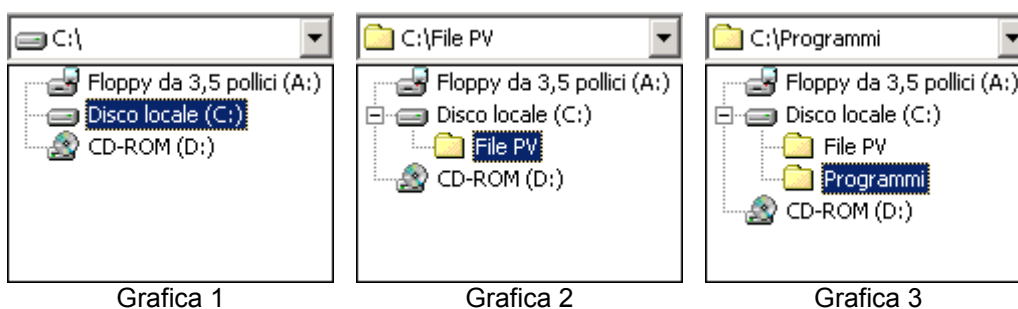 C:\
Floppy da 3,5 pollici (A:)
Disco locale (C:)
CD-ROM (D:)
Grafica 1
C:\File PV
Floppy da 3,5 pollici (A:)
Disco locale (C:)
File PV
CD-ROM (D:)
Grafica 2
C:\Programmi
Floppy da 3,5 pollici (A:)
Disco locale (C:)
File PV
Programmi
CD-ROM (D:)
Grafica 3